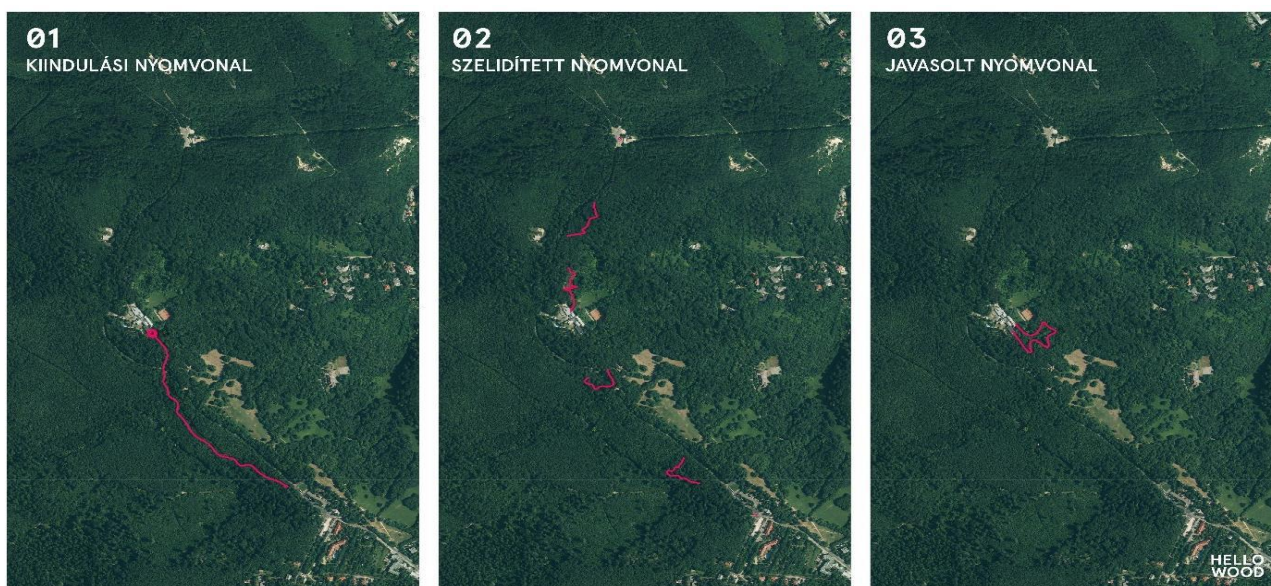 01
KIINDULÁSI NYOMVONAL
02
SZELIDÍTETT NYOMVONAL
03
JAVASOLT NYOMVONAL
HELLO
WOOD